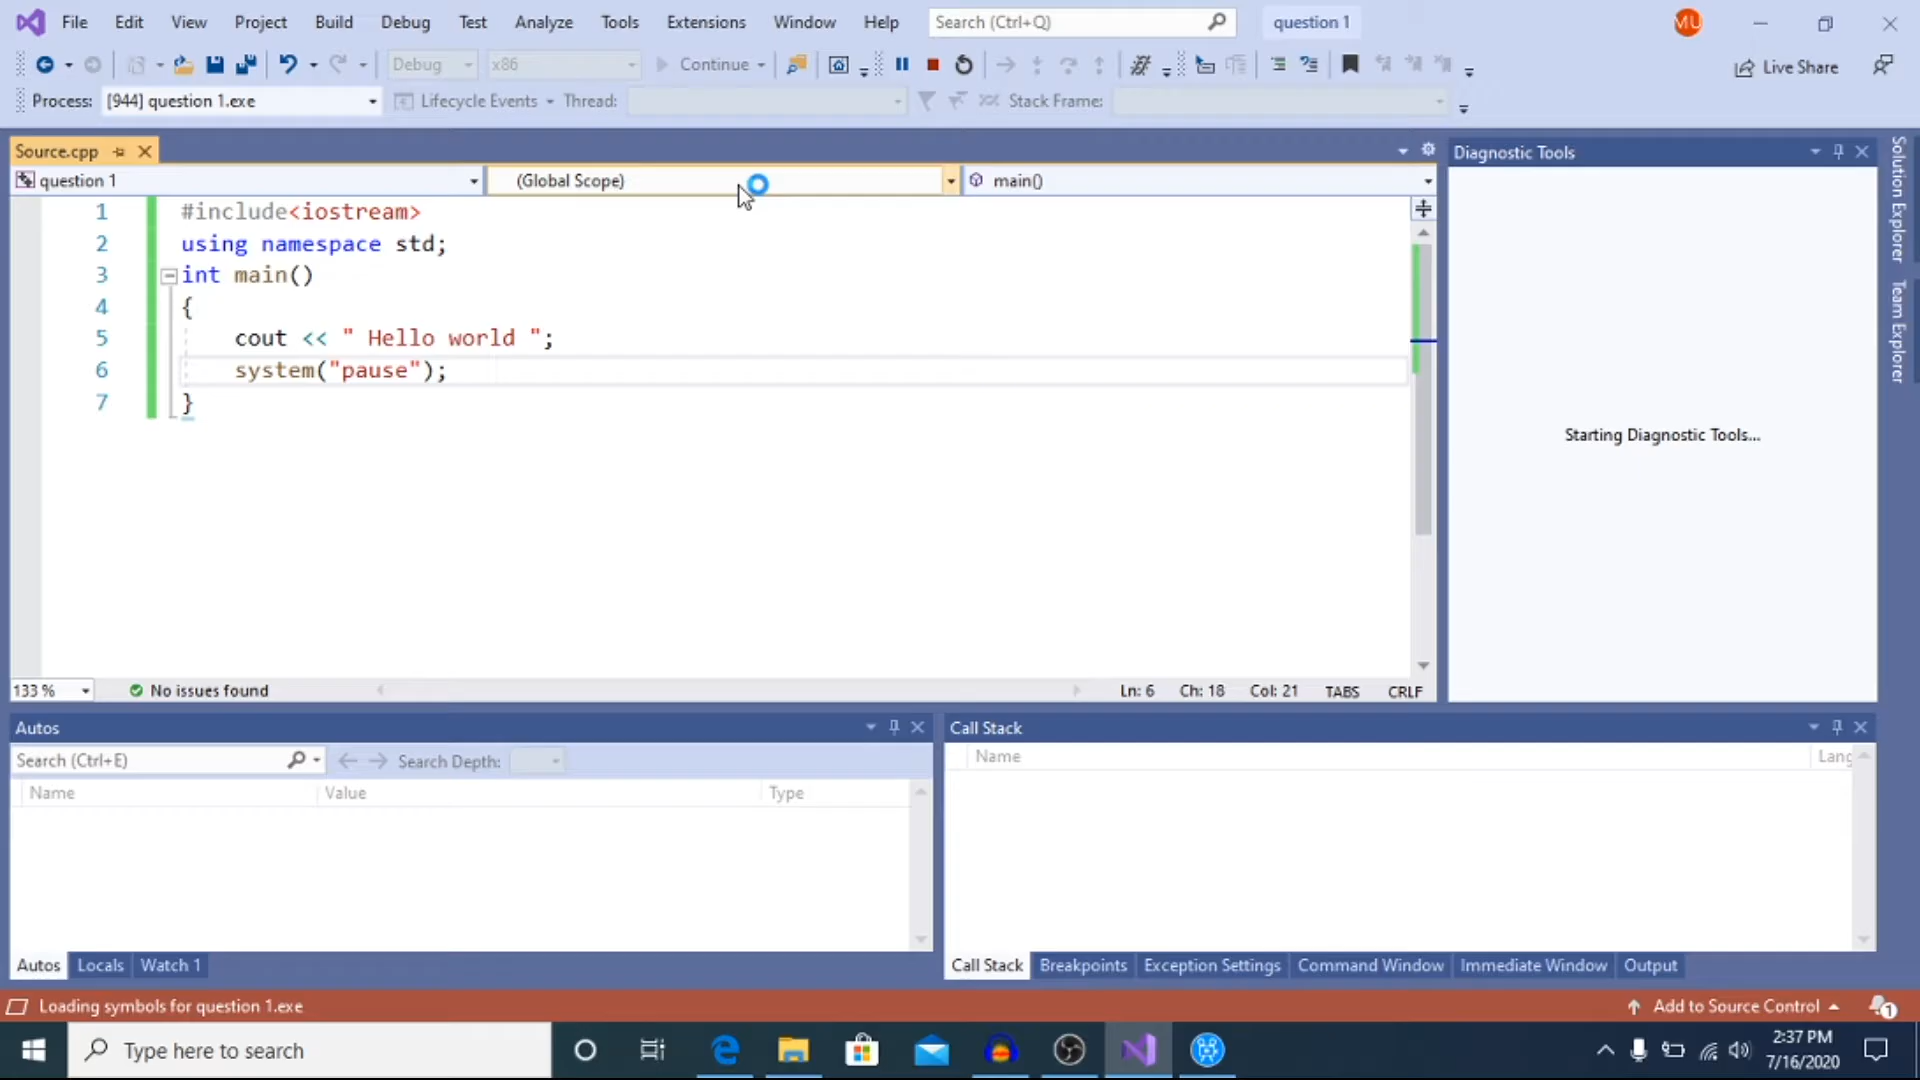 File Edit View Project Build Debug Test Analyze Tools Extensions Window Help Search (Ctrl+Q) question 1 MU
Debug x86 Continue Live Share
Process: [944] question 1.exe Lifecycle Events Thread: Stack Frame:
Source.cpp
question 1 (Global Scope) main()
1 #include<iostream>
2 using namespace std;
3 int main()
4 {
5 cout << " Hello world ";
6 system("pause");
7 }
133 % No issues found Ln: 6 Ch: 18 Col: 21 TABS CRLF
Diagnostic Tools
Starting Diagnostic Tools...
Solution Explorer
Team Explorer
Autos
Search (Ctrl+E) Search Depth:
Name Value Type
Autos Locals Watch 1
Call Stack
Name Lang
Call Stack Breakpoints Exception Settings Command Window Immediate Window Output
Loading symbols for question 1.exe Add to Source Control 1
Type here to search
2:37 PM
7/16/2020